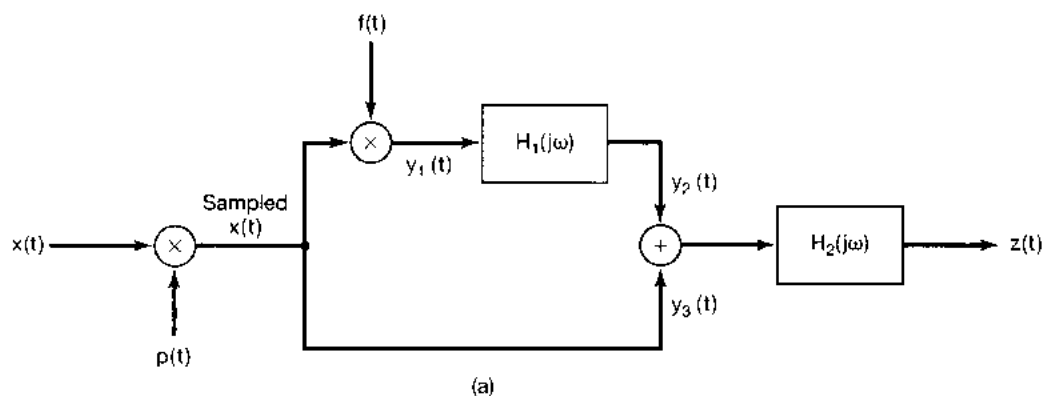 f(t)
×
y₁(t)
H₁(jω)
y₂(t)
Sampled
x(t)
x(t)
×
+
H₂(jω)
z(t)
y₃(t)
p(t)
(a)